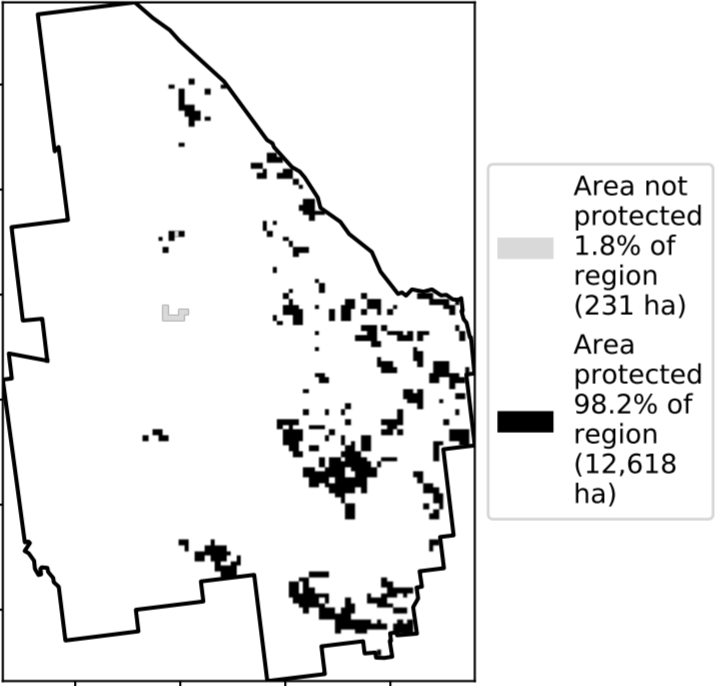 Area not
protected
1.8% of
region
(231 ha)
Area
protected
98.2% of
region
(12,618
ha)